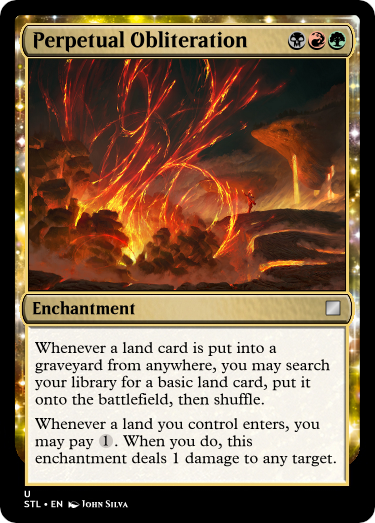 Perpetual Obliteration
Enchantment
Whenever a land card is put into a
graveyard from anywhere, you may search
your library for a basic land card, put it
onto the battlefield, then shuffle.
Whenever a land you control enters, you
may pay 1. When you do, this
enchantment deals 1 damage to any target.
U
STL • EN John Silva